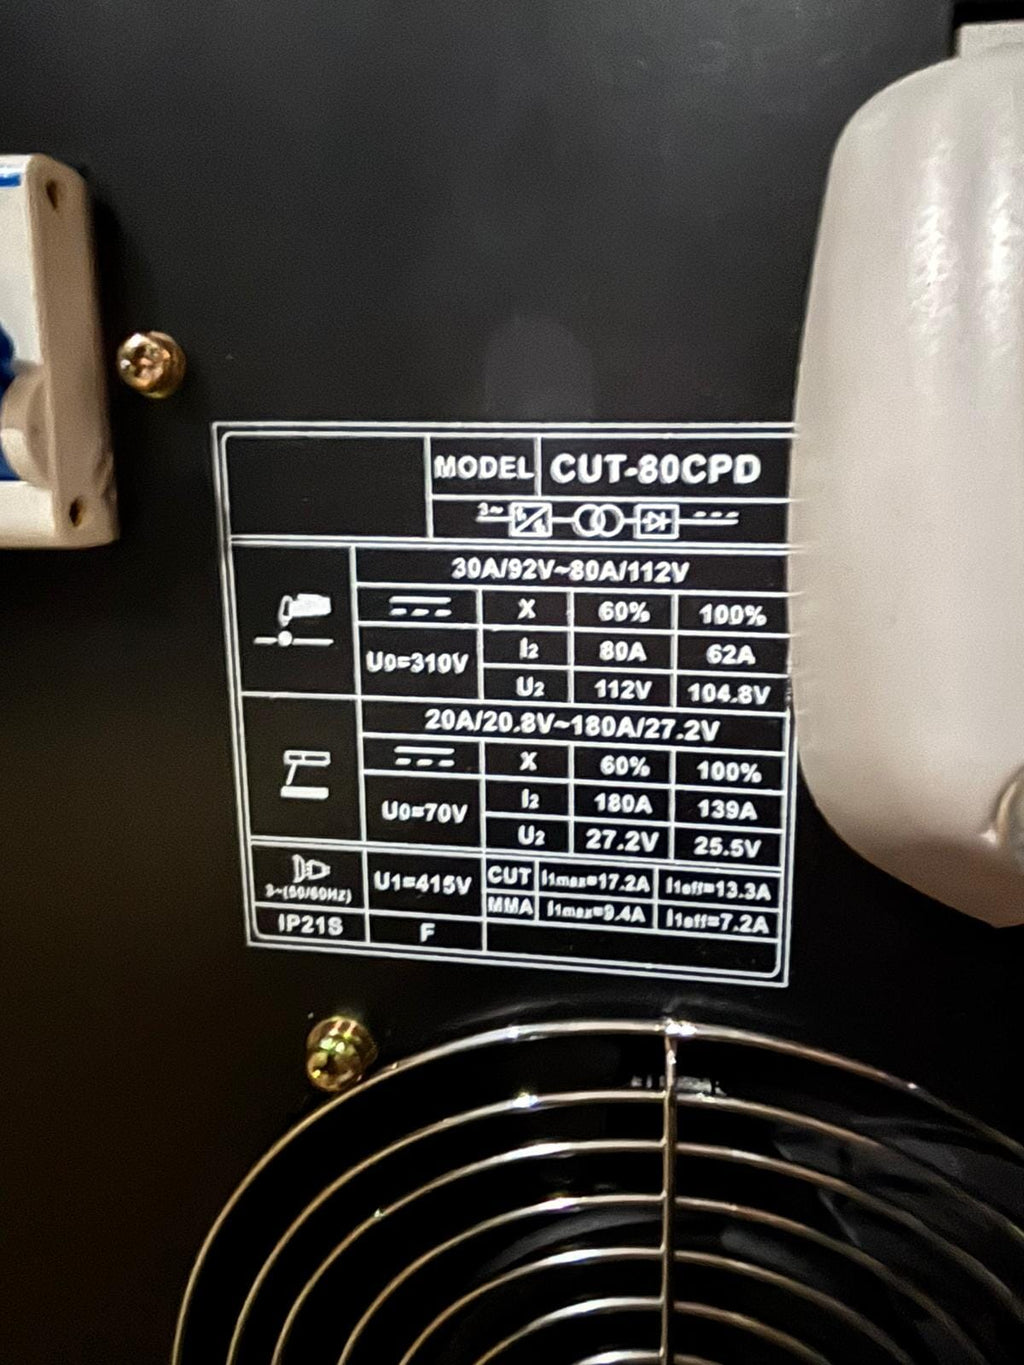 MODEL CUT-80CPD
3~
30A/92V~80A/112V
X 60% 100%
U0=310V I2 80A 62A
U2 112V 104.8V
20A/20.8V~180A/27.2V
X 60% 100%
U0=70V I2 180A 139A
U2 27.2V 25.5V
3~(50/60HZ) U1=415V CUT I1max=17.2A I1eff=13.3A
MMA I1max=9.4A I1eff=7.2A
IP21S F